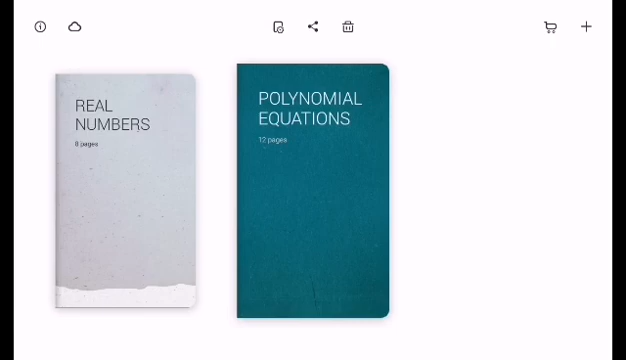 REAL
NUMBERS
8 pages
POLYNOMIAL
EQUATIONS
12 pages